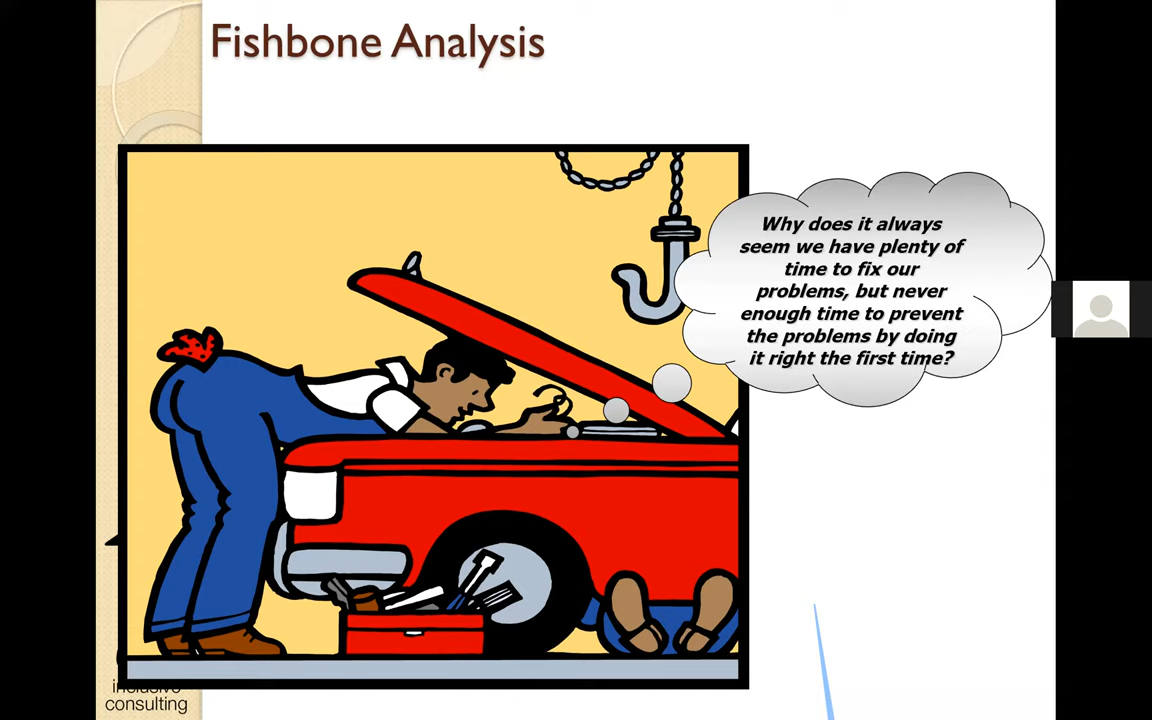 Fishbone Analysis
Why does it always
seem we have plenty of
time to fix our
problems, but never
enough time to prevent
the problems by doing
it right the first time?
inclusive
consulting